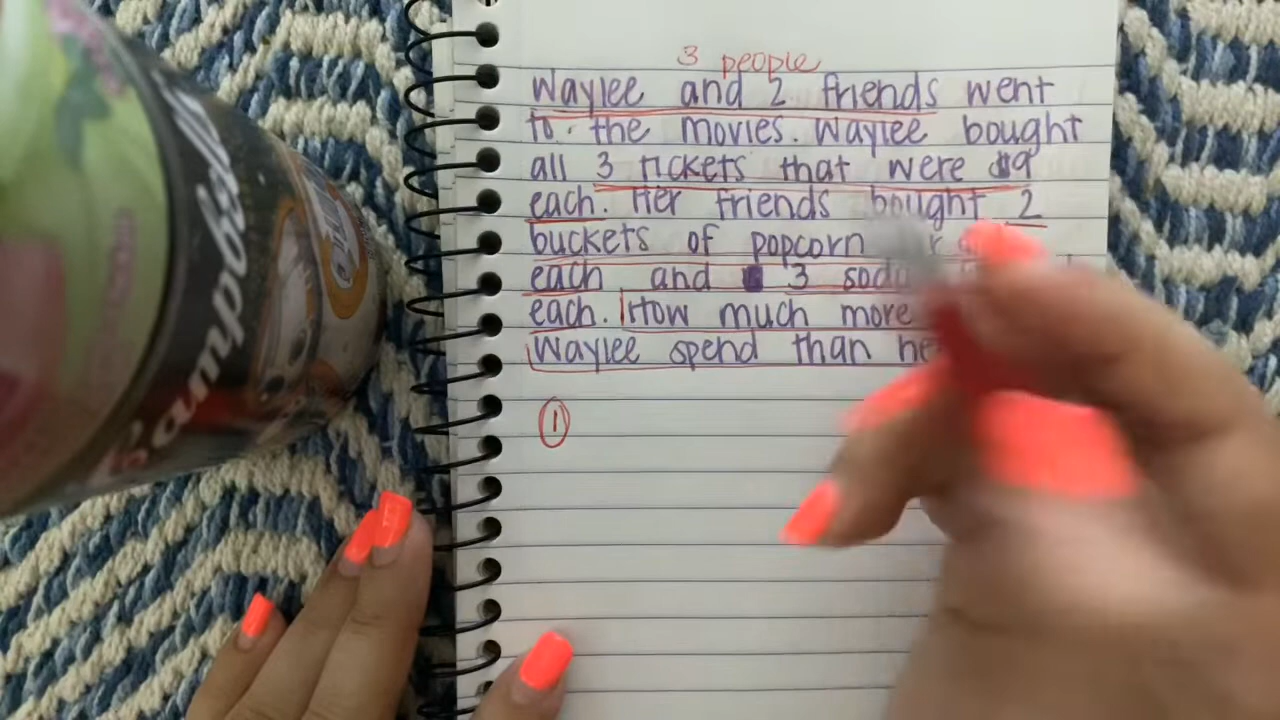 3 people
Waylee and 2 friends went
to the movies. Waylee bought
all 3 tickets that were $9
each. Her friends bought 2
buckets of popcorn
each and 3
each. How much more
Waylee spend than
1